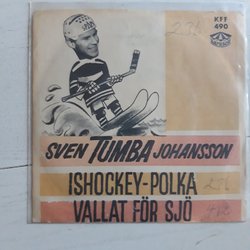 KFF
490
SVEN TUMBA JOHANSSON
ISHOCKEY-POLKA
VALLAT FÖR SJÖ